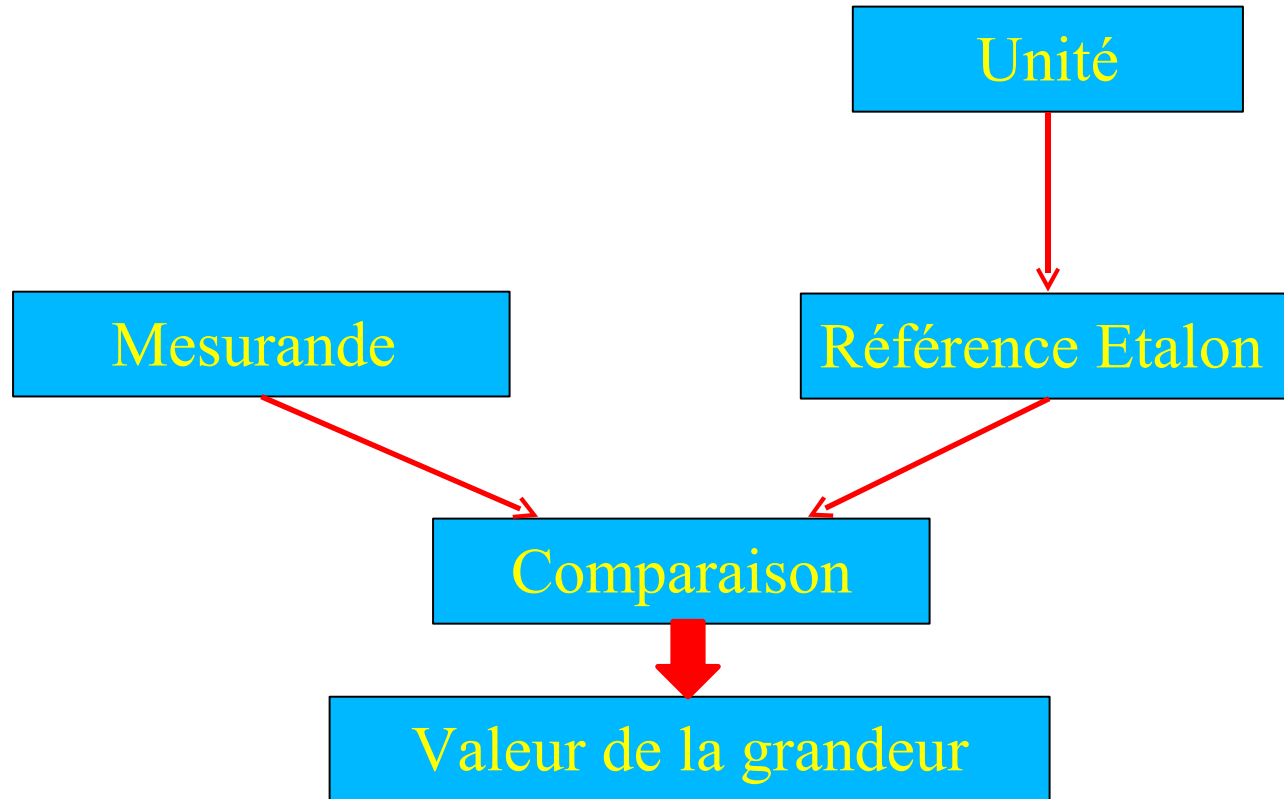 Unité
Mesurande
Référence Etalon
Comparaison
Valeur de la grandeur